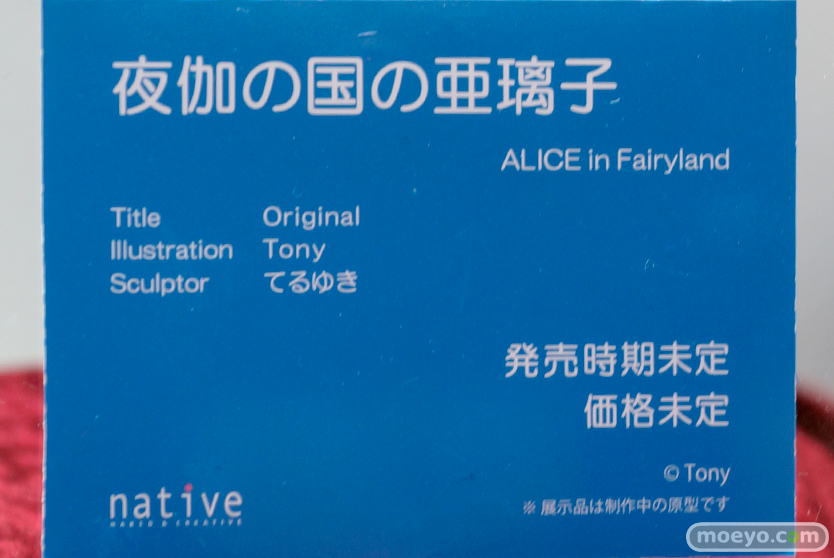 夜伽の国の亜璃子
ALICE in Fairyland
Title Original
Illustration Tony
Sculptor てるゆき
発売時期未定
価格未定
© Tony
native
NAKED & CREATIVE
※ 展示品は制作中の原型です
moeyo.com